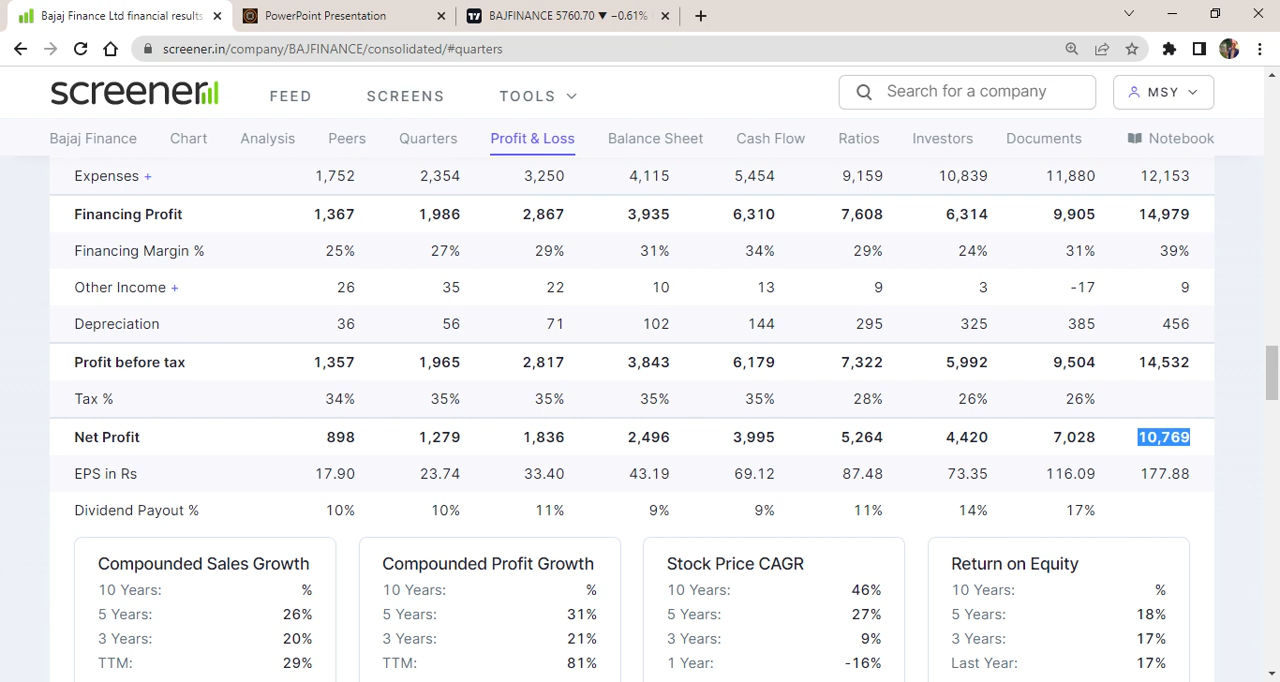 Bajaj Finance Ltd financial results
PowerPoint Presentation
BAJFINANCE 5760.70 ▼ −0.61%
screener.in/company/BAJFINANCE/consolidated/#quarters
screener
FEED SCREENS TOOLS
Search for a company
MSY
Bajaj Finance Chart Analysis Peers Quarters Profit & Loss Balance Sheet Cash Flow Ratios Investors Documents Notebook
Expenses + 1,752 2,354 3,250 4,115 5,454 9,159 10,839 11,880 12,153
Financing Profit 1,367 1,986 2,867 3,935 6,310 7,608 6,314 9,905 14,979
Financing Margin % 25% 27% 29% 31% 34% 29% 24% 31% 39%
Other Income + 26 35 22 10 13 9 3 -17 9
Depreciation 36 56 71 102 144 295 325 385 456
Profit before tax 1,357 1,965 2,817 3,843 6,179 7,322 5,992 9,504 14,532
Tax % 34% 35% 35% 35% 35% 28% 26% 26%
Net Profit 898 1,279 1,836 2,496 3,995 5,264 4,420 7,028 10,769
EPS in Rs 17.90 23.74 33.40 43.19 69.12 87.48 73.35 116.09 177.88
Dividend Payout % 10% 10% 11% 9% 9% 11% 14% 17%
Compounded Sales Growth
10 Years: %
5 Years: 26%
3 Years: 20%
TTM: 29%
Compounded Profit Growth
10 Years: %
5 Years: 31%
3 Years: 21%
TTM: 81%
Stock Price CAGR
10 Years: 46%
5 Years: 27%
3 Years: 9%
1 Year: -16%
Return on Equity
10 Years: %
5 Years: 18%
3 Years: 17%
Last Year: 17%